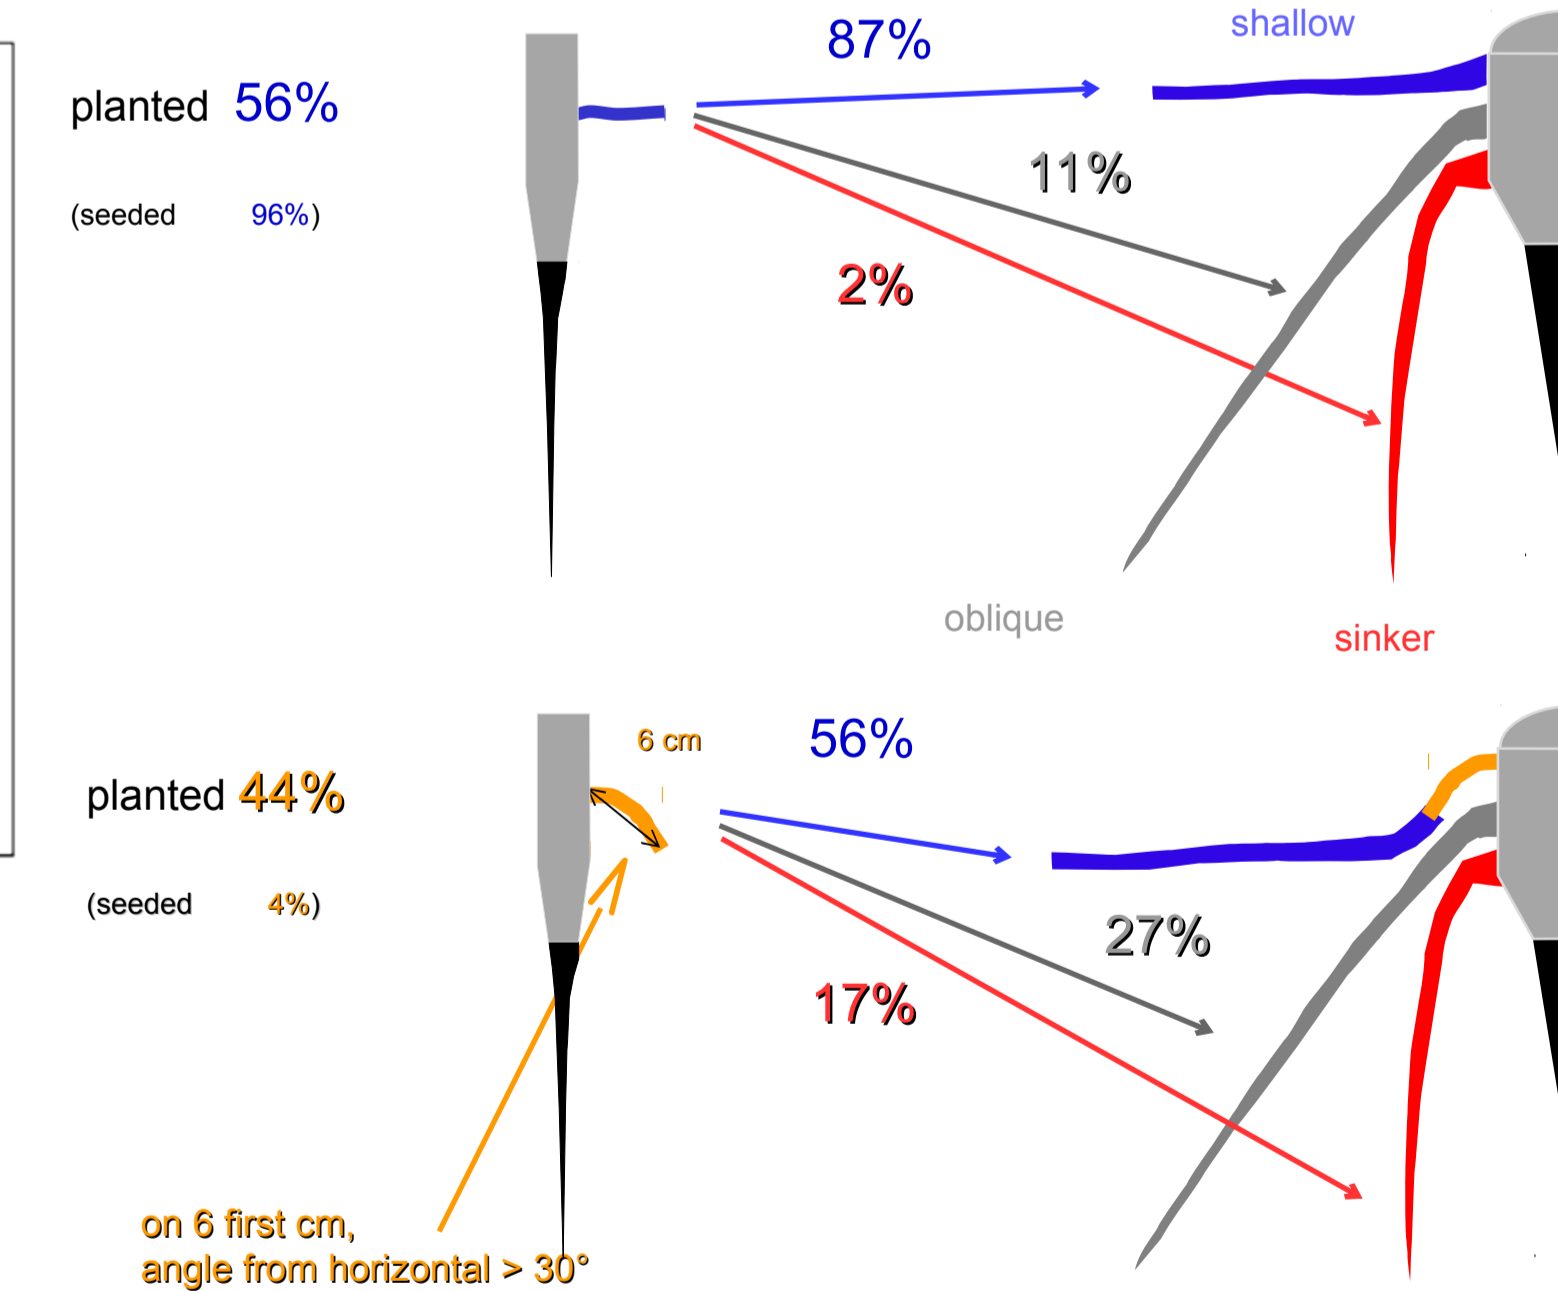 shallow
87%
planted 56%
11%
(seeded 96%)
2%
oblique
sinker
6 cm
56%
planted 44%
(seeded 4%)
27%
17%
on 6 first cm,
angle from horizontal > 30°